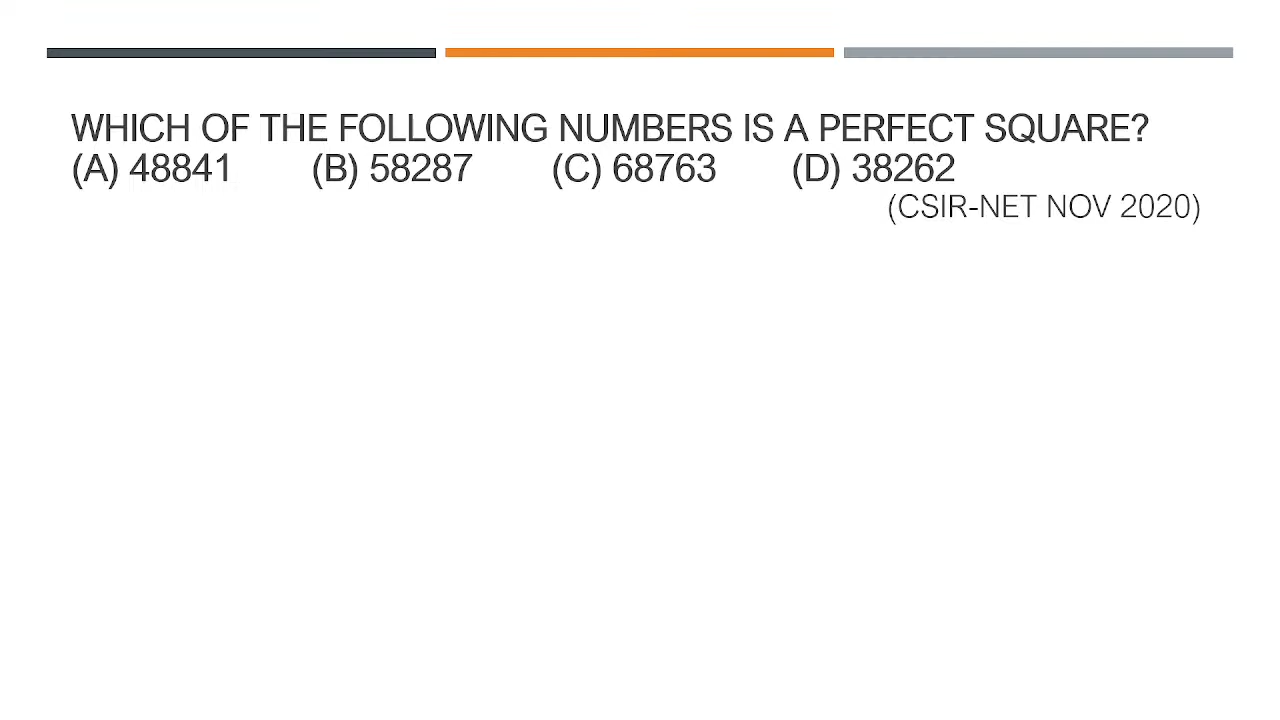 WHICH OF THE FOLLOWING NUMBERS IS A PERFECT SQUARE?
(A) 48841 (B) 58287 (C) 68763 (D) 38262
(CSIR-NET NOV 2020)